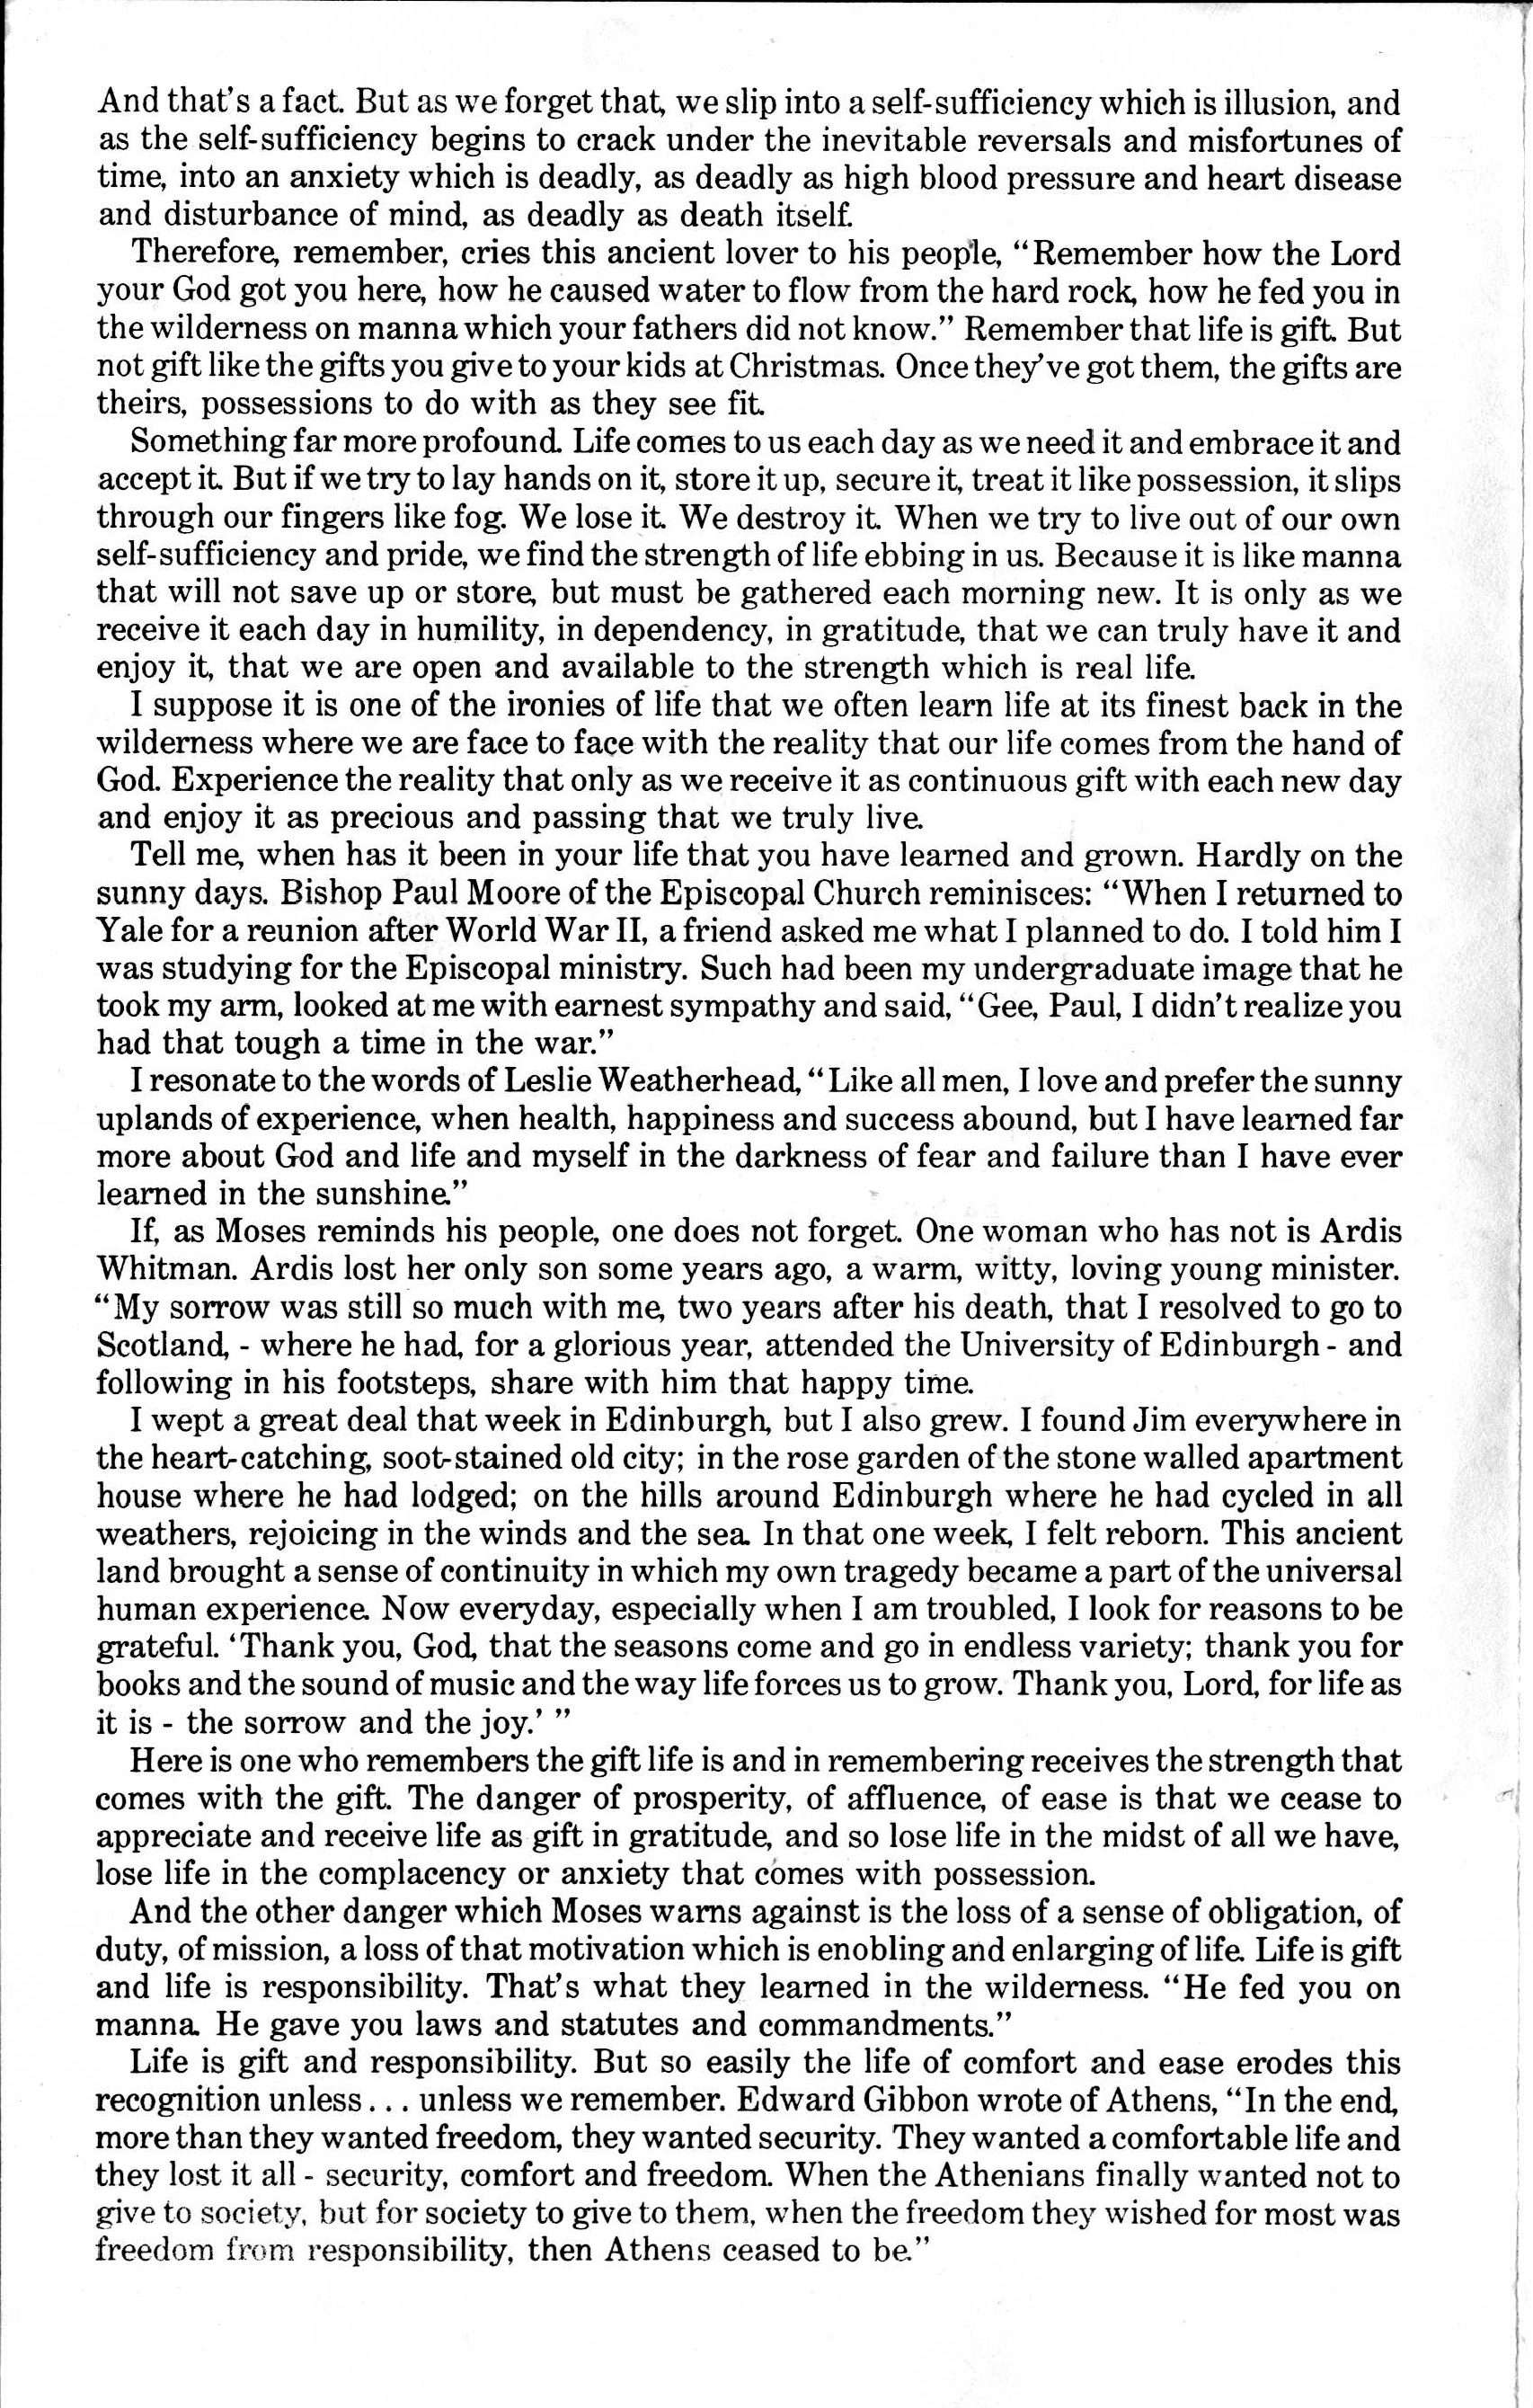 And that's a fact. But as we forget that, we slip into a self-sufficiency which is illusion, and
as the self-sufficiency begins to crack under the inevitable reversals and misfortunes of
time, into an anxiety which is deadly, as deadly as high blood pressure and heart disease
and disturbance of mind, as deadly as death itself.
Therefore, remember, cries this ancient lover to his people, “Remember how the Lord
your God got you here, how he caused water to flow from the hard rock, how he fed you in
the wilderness on manna which your fathers did not know.” Remember that life is gift. But
not gift like the gifts you give to your kids at Christmas. Once they've got them, the gifts are
theirs, possessions to do with as they see fit.
Something far more profound. Life comes to us each day as we need it and embrace it and
accept it. But if we try to lay hands on it, store it up, secure it, treat it like possession, it slips
through our fingers like fog. We lose it. We destroy it. When we try to live out of our own
self-sufficiency and pride, we find the strength of life ebbing in us. Because it is like manna
that will not save up or store, but must be gathered each morning new. It is only as we
receive it each day in humility, in dependency, in gratitude, that we can truly have it and
enjoy it, that we are open and available to the strength which is real life.
I suppose it is one of the ironies of life that we often learn life at its finest back in the
wilderness where we are face to face with the reality that our life comes from the hand of
God. Experience the reality that only as we receive it as continuous gift with each new day
and enjoy it as precious and passing that we truly live.
Tell me, when has it been in your life that you have learned and grown. Hardly on the
sunny days. Bishop Paul Moore of the Episcopal Church reminisces: “When I returned to
Yale for a reunion after World War II, a friend asked me what I planned to do. I told him I
was studying for the Episcopal ministry. Such had been my undergraduate image that he
took my arm, looked at me with earnest sympathy and said, “Gee, Paul, I didn't realize you
had that tough a time in the war.”
I resonate to the words of Leslie Weatherhead, “Like all men, I love and prefer the sunny
uplands of experience, when health, happiness and success abound, but I have learned far
more about God and life and myself in the darkness of fear and failure than I have ever
learned in the sunshine.”
If, as Moses reminds his people, one does not forget. One woman who has not is Ardis
Whitman. Ardis lost her only son some years ago, a warm, witty, loving young minister.
“My sorrow was still so much with me, two years after his death, that I resolved to go to
Scotland, - where he had, for a glorious year, attended the University of Edinburgh - and
following in his footsteps, share with him that happy time.
I wept a great deal that week in Edinburgh, but I also grew. I found Jim everywhere in
the heart-catching, soot-stained old city; in the rose garden of the stone walled apartment
house where he had lodged; on the hills around Edinburgh where he had cycled in all
weathers, rejoicing in the winds and the sea. In that one week, I felt reborn. This ancient
land brought a sense of continuity in which my own tragedy became a part of the universal
human experience. Now everyday, especially when I am troubled, I look for reasons to be
grateful. ‘Thank you, God, that the seasons come and go in endless variety; thank you for
books and the sound of music and the way life forces us to grow. Thank you, Lord, for life as
it is - the sorrow and the joy.’ ”
Here is one who remembers the gift life is and in remembering receives the strength that
comes with the gift. The danger of prosperity, of affluence, of ease is that we cease to
appreciate and receive life as gift in gratitude, and so lose life in the midst of all we have,
lose life in the complacency or anxiety that comes with possession.
And the other danger which Moses warns against is the loss of a sense of obligation, of
duty, of mission, a loss of that motivation which is enobling and enlarging of life. Life is gift
and life is responsibility. That's what they learned in the wilderness. “He fed you on
manna. He gave you laws and statutes and commandments.”
Life is gift and responsibility. But so easily the life of comfort and ease erodes this
recognition unless... unless we remember. Edward Gibbon wrote of Athens, “In the end,
more than they wanted freedom, they wanted security. They wanted a comfortable life and
they lost it all - security, comfort and freedom. When the Athenians finally wanted not to
give to society, but for society to give to them, when the freedom they wished for most was
freedom from responsibility, then Athens ceased to be.”